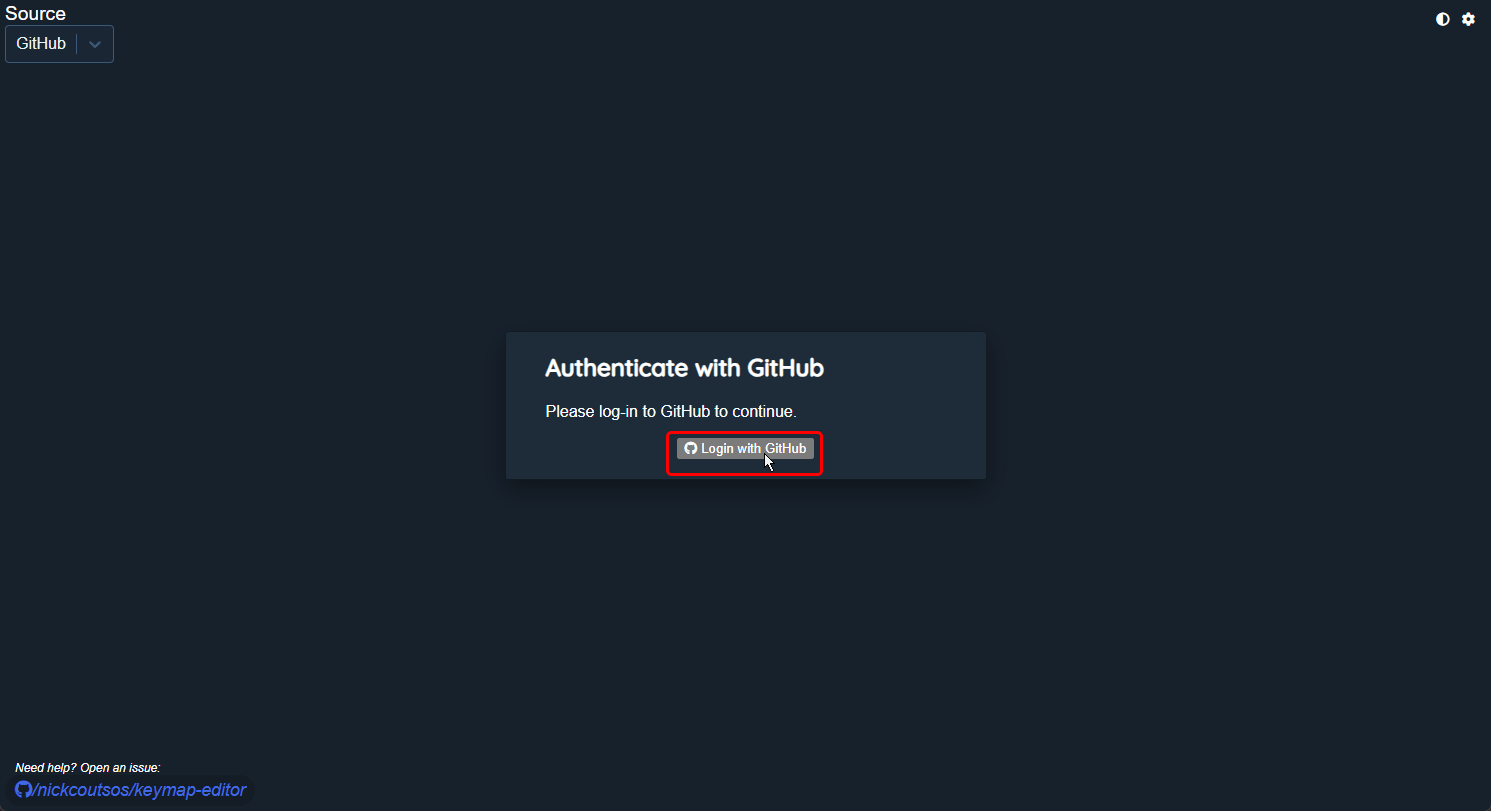 Source
GitHub
Authenticate with GitHub
Please log-in to GitHub to continue.
Login with GitHub
Need help? Open an issue:
/nickcoutsos/keymap-editor